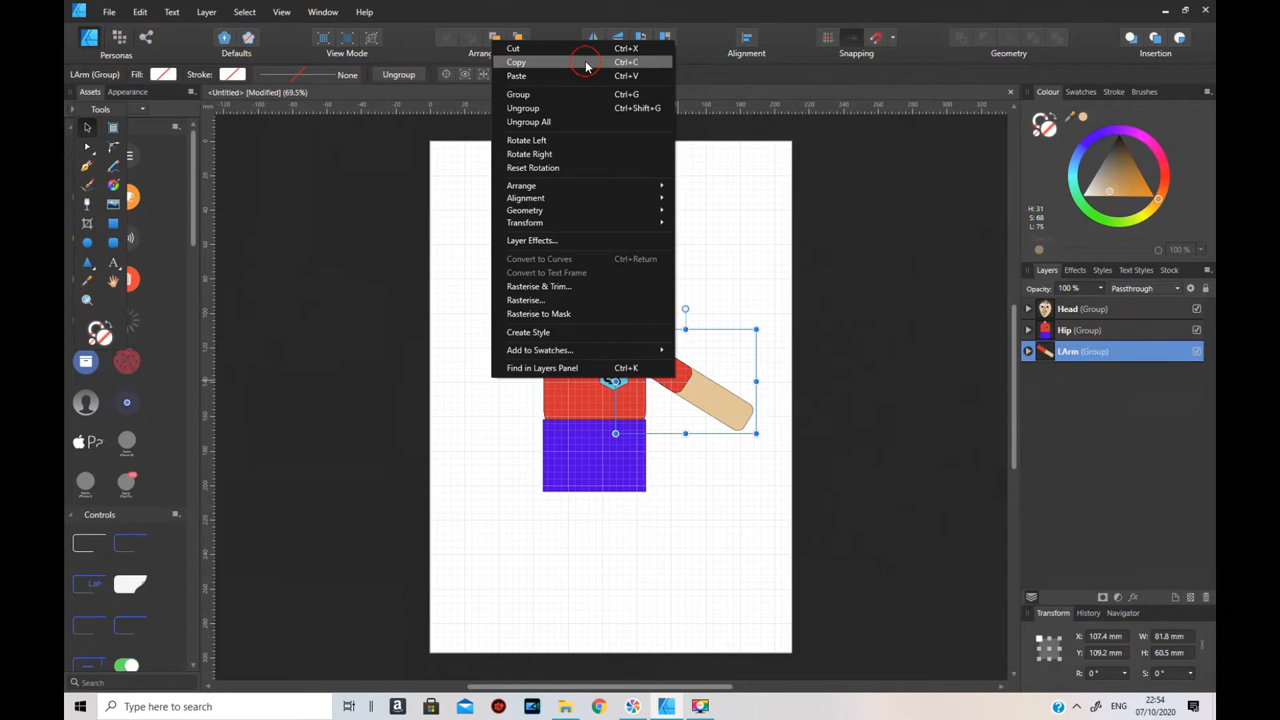 File Edit Text Layer Select View Window Help
Personas Defaults View Mode Alignment Snapping Geometry
LArm (Group) Fill: Stroke: None Ungroup
Assets Appearance
<Untitled> [Modified] (69.5%)
Tools
Cut Ctrl+X
Copy Ctrl+C
Paste Ctrl+V
Group Ctrl+G
Ungroup Ctrl+Shift+G
Ungroup All
Rotate Left
Rotate Right
Reset Rotation
Arrange
Alignment
Geometry
Transform
Layer Effects...
Convert to Curves Ctrl+Return
Convert to Text Frame
Rasterise & Trim...
Rasterise...
Rasterise to Mask
Create Style
Add to Swatches...
Find in Layers Panel Ctrl+K
Colour Swatches Stroke Brushes
H: 31
S: 68
L: 75
100 %
Layers Effects Styles Text Styles Stock
Opacity: 100 % Passthrough
Head (Group)
Hip (Group)
LArm (Group)
Controls
Search
Transform History Navigator
X: 107.4 mm W: 81.8 mm
Y: 109.2 mm H: 60.5 mm
R: 0 ° S: 0 °
Type here to search
ENG
22:54
07/10/2020